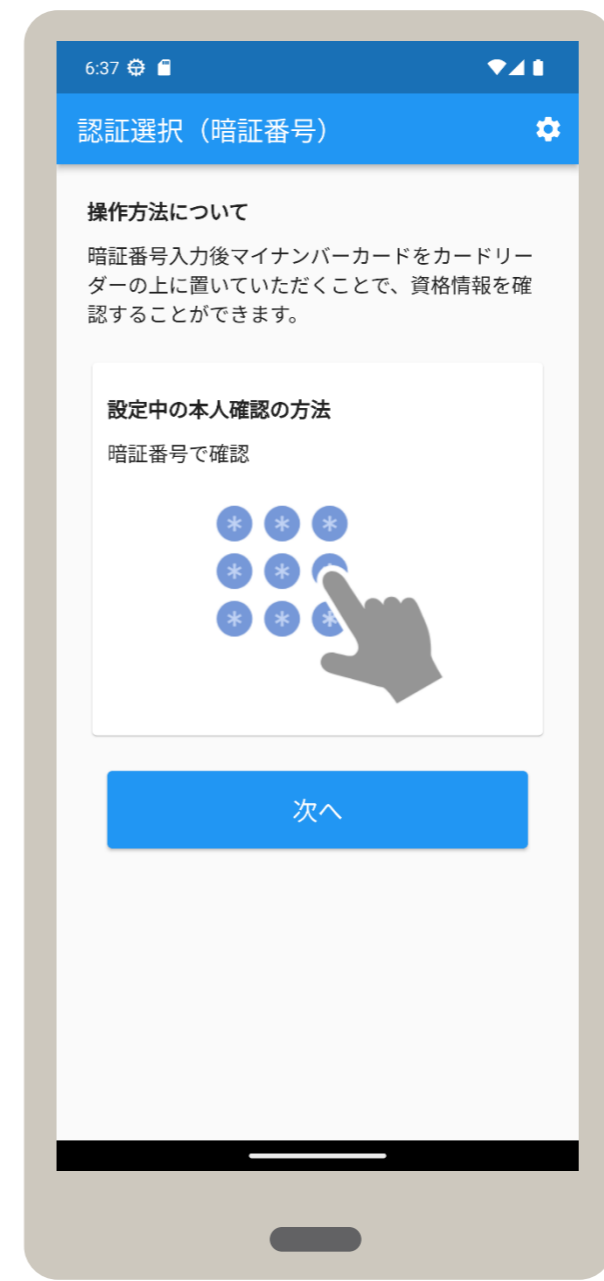 6:37
認証選択（暗証番号）
操作方法について
暗証番号入力後マイナンバーカードをカードリー
ダーの上に置いていただくことで、資格情報を確
認することができます。
設定中の本人確認の方法
暗証番号で確認
* * *
* * *
* * *
次へ